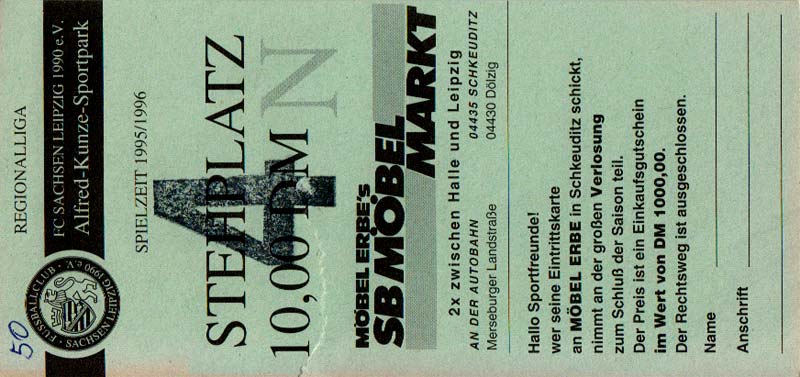 REGIONALLIGA
FC SACHSEN LEIPZIG 1990 e.V.
Alfred-Kunze-Sportpark
FUSSBALLCLUB · SACHSEN LEIPZIG 1990 e.V. ·
50
SPIELZEIT 1995/1996
4
STEHPLATZ
10,00 DM
N
MÖBEL ERBE's
SB MÖBEL
MARKT
2x zwischen Halle und Leipzig
AN DER AUTOBAHN 04435 SCHKEUDITZ
Merseburger Landstraße 04430 Dölzig
Hallo Sportfreunde!
wer seine Eintrittskarte
an MÖBEL ERBE in Schkeuditz schickt,
nimmt an der großen Verlosung
zum Schluß der Saison teil.
Der Preis ist ein Einkaufsgutschein
im Wert von DM 1000,00.
Der Rechtsweg ist ausgeschlossen.
Name
Anschrift